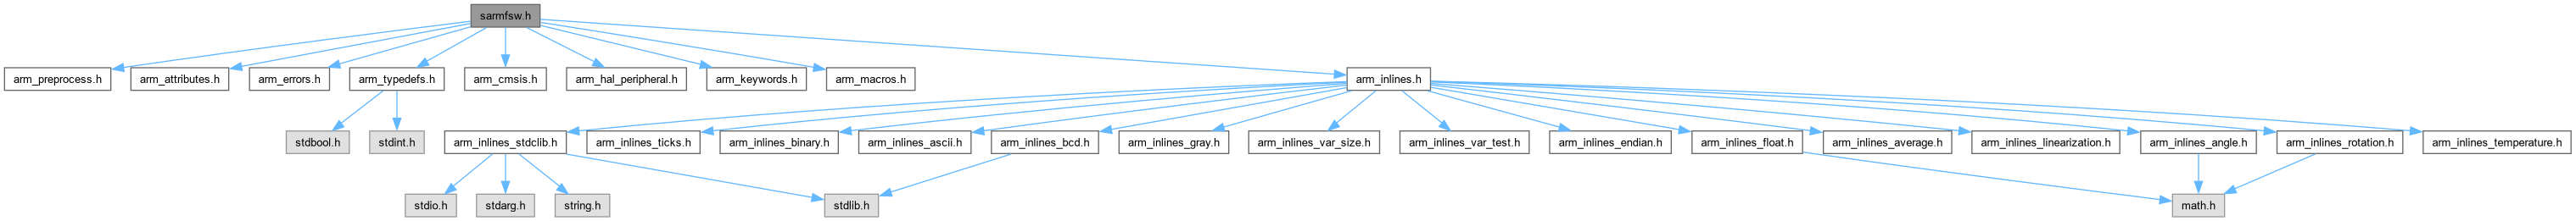 sarmfsw.h
arm_preprocess.h
arm_attributes.h
arm_errors.h
arm_typedefs.h
arm_cmsis.h
arm_hal_peripheral.h
arm_keywords.h
arm_macros.h
arm_inlines.h
stdbool.h
stdint.h
arm_inlines_stdclib.h
arm_inlines_ticks.h
arm_inlines_binary.h
arm_inlines_ascii.h
arm_inlines_bcd.h
arm_inlines_gray.h
arm_inlines_var_size.h
arm_inlines_var_test.h
arm_inlines_endian.h
arm_inlines_float.h
arm_inlines_average.h
arm_inlines_linearization.h
arm_inlines_angle.h
arm_inlines_rotation.h
arm_inlines_temperature.h
stdio.h
stdarg.h
string.h
stdlib.h
math.h